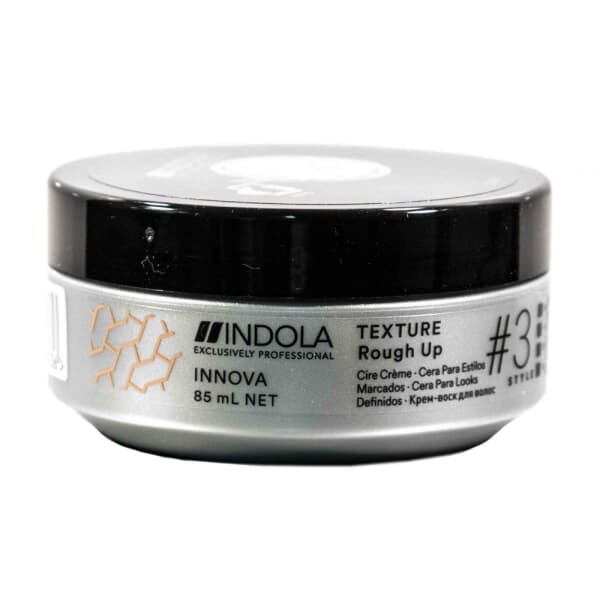 INDOLA
EXCLUSIVELY PROFESSIONAL
INNOVA
85 mL NET
TEXTURE
Rough Up
Cire Crème · Cera Para Estilos
Marcados · Cera Para Looks
Definidos · Крем-воск для волос
#3
STYLE